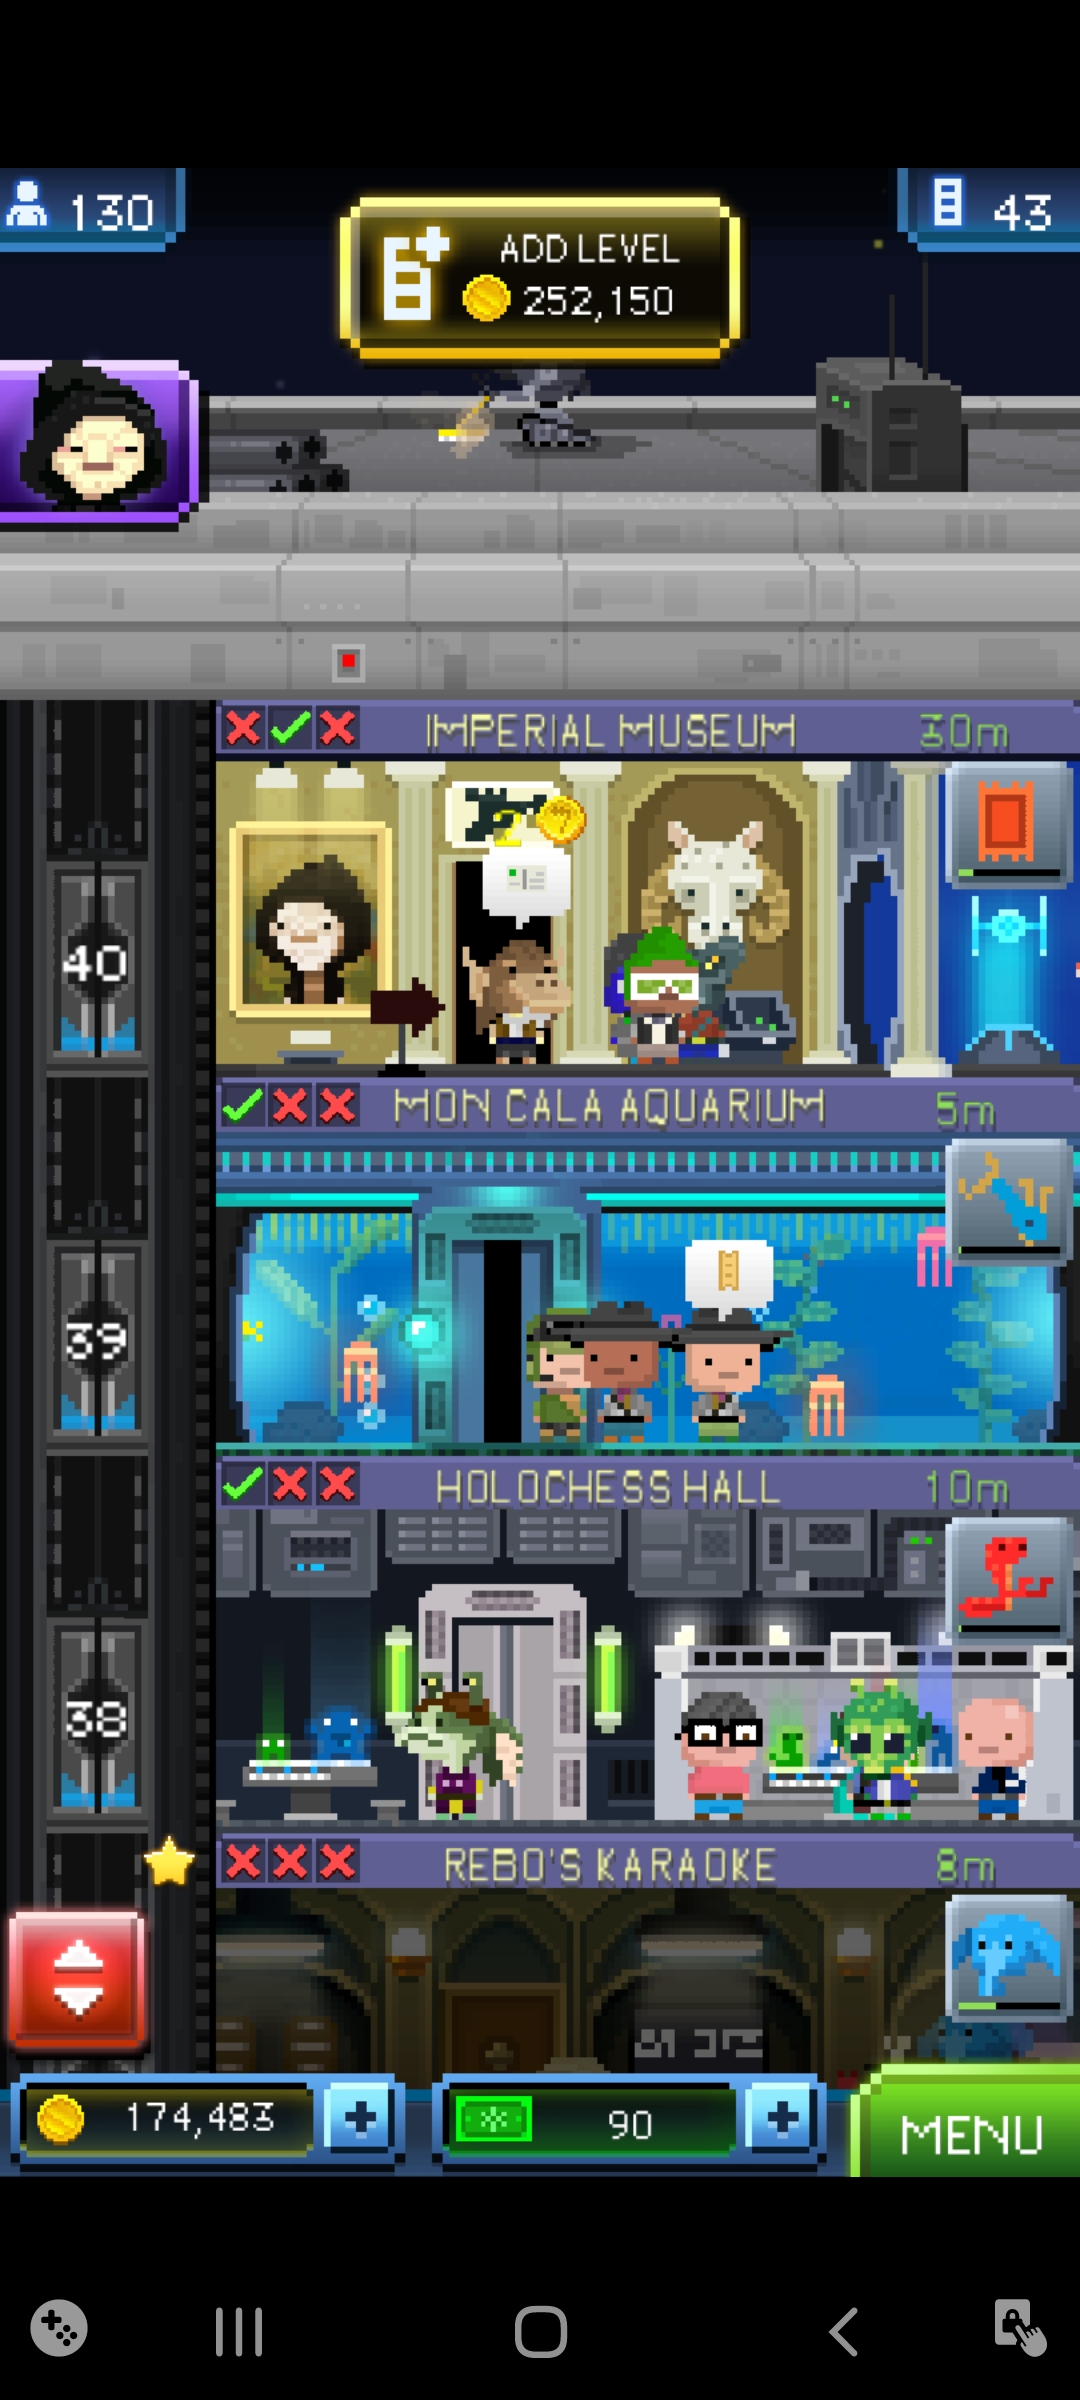 130
ADD LEVEL
252,150
43
IMPERIAL MUSEUM
30m
40
MON CALA AQUARIUM
5m
39
HOLOCHESS HALL
10m
38
REBO'S KARAOKE
8m
174,483
90
MENU